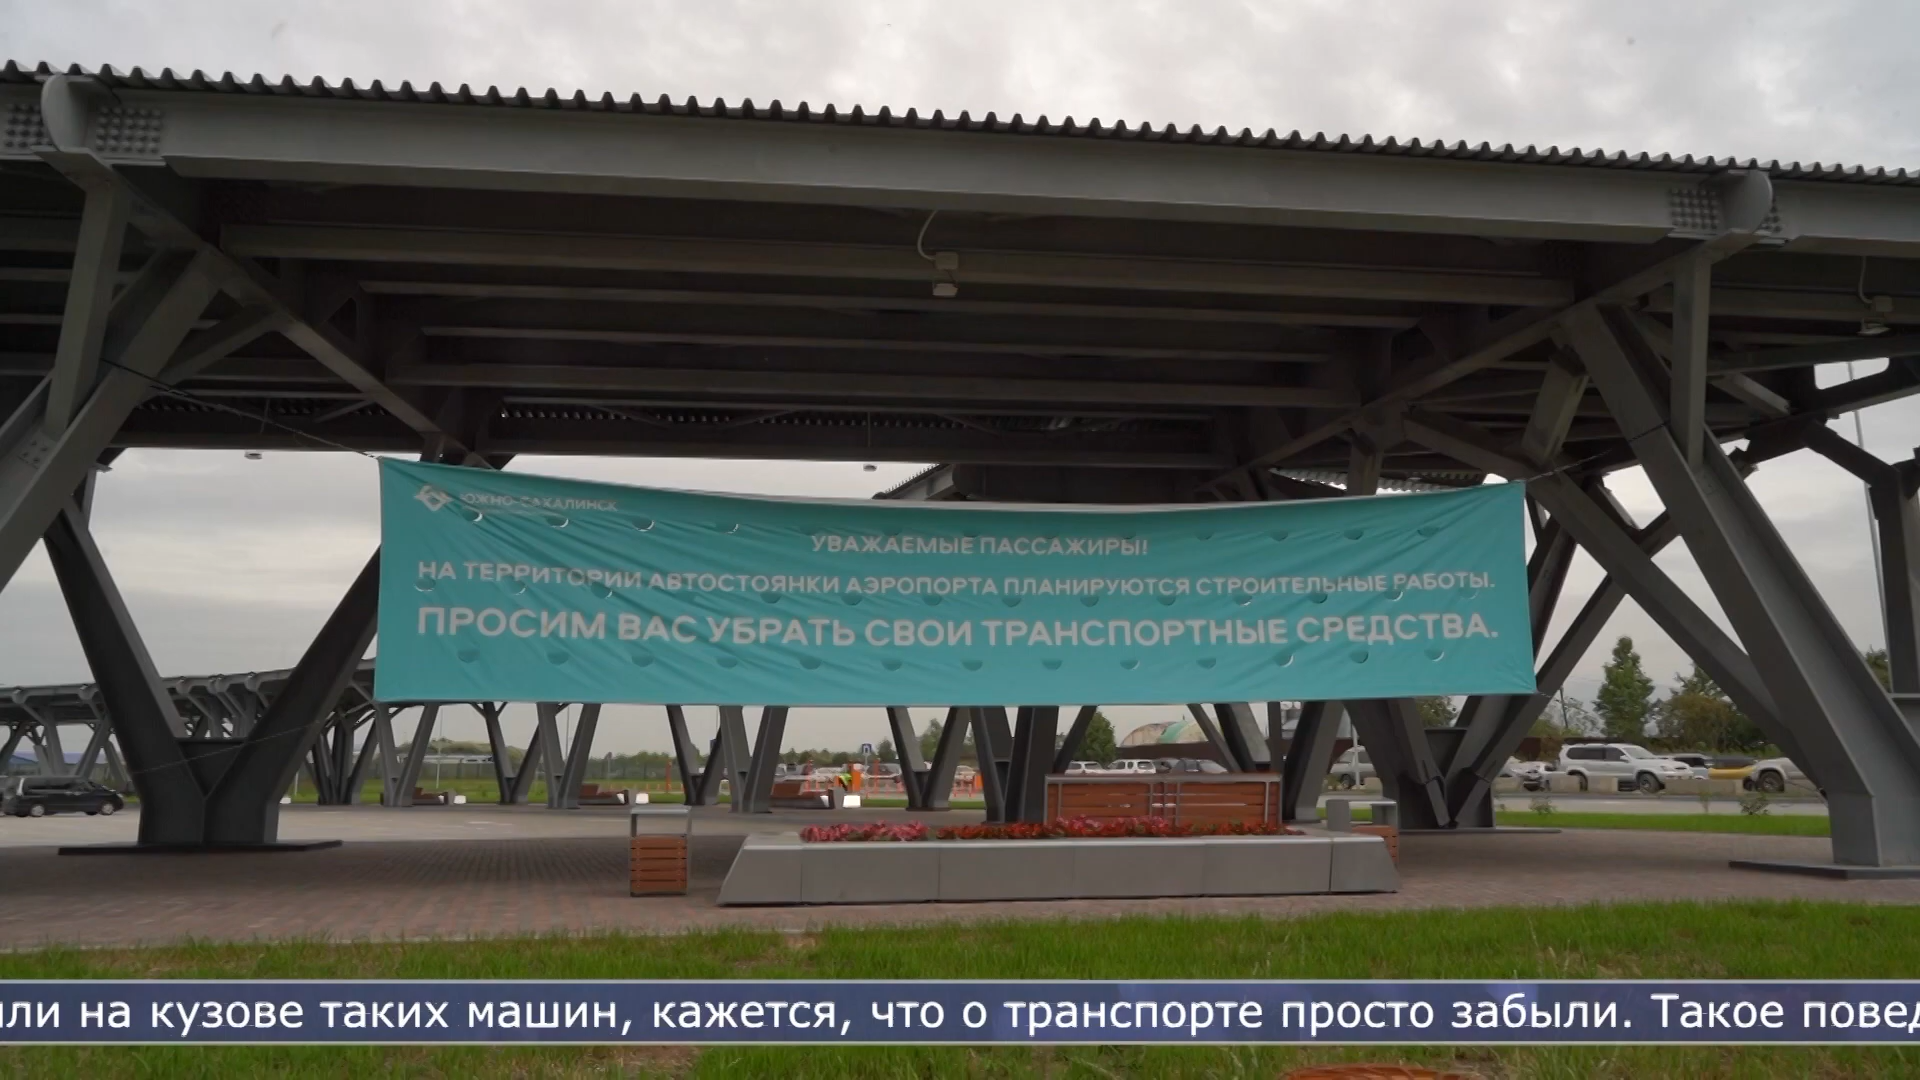 ЮЖНО-САХАЛИНСК
УВАЖАЕМЫЕ ПАССАЖИРЫ!
НА ТЕРРИТОРИИ АВТОСТОЯНКИ АЭРОПОРТА ПЛАНИРУЮТСЯ СТРОИТЕЛЬНЫЕ РАБОТЫ.
ПРОСИМ ВАС УБРАТЬ СВОИ ТРАНСПОРТНЫЕ СРЕДСТВА.
на кузове таких машин, кажется, что о транспорте просто забыли. Такое